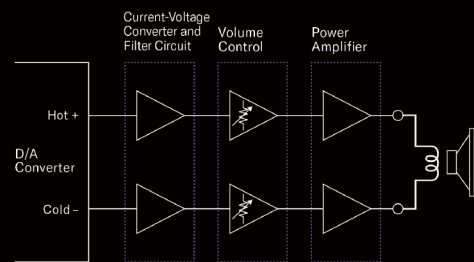 Current-Voltage
Converter and
Filter Circuit
Volume
Control
Power
Amplifier
Hot +
D/A
Converter
Cold –